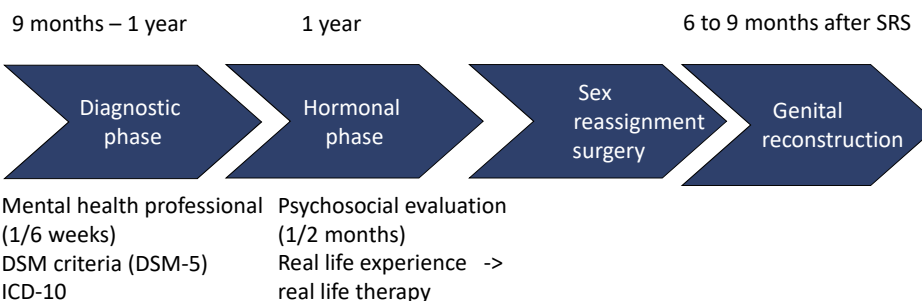 9 months – 1 year
1 year
6 to 9 months after SRS
Diagnostic
phase
Hormonal
phase
Sex
reassignment
surgery
Genital
reconstruction
Mental health professional
(1/6 weeks)
DSM criteria (DSM-5)
ICD-10
Psychosocial evaluation
(1/2 months)
Real life experience ->
real life therapy